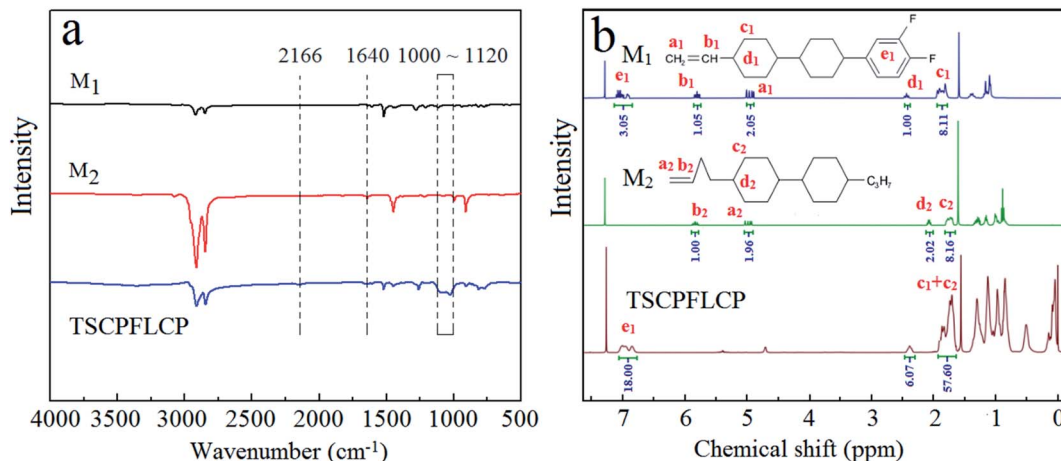 a
2166
1640
1000 ~ 1120
M1
M2
TSCPFLCP
Intensity
4000
3500
3000
2500
2000
1500
1000
500
Wavenumber (cm-1)
b
M1
a1
b1
c1
CH2=CH
d1
e1
F
F
e1
b1
a1
d1
c1
3.05
1.05
2.05
1.00
8.11
M2
a2
b2
c2
d2
C3H7
b2
a2
d2
c2
1.00
1.96
2.02
8.16
TSCPFLCP
e1
c1+c2
18.00
6.07
57.60
Intensity
7
6
5
4
3
2
1
0
Chemical shift (ppm)